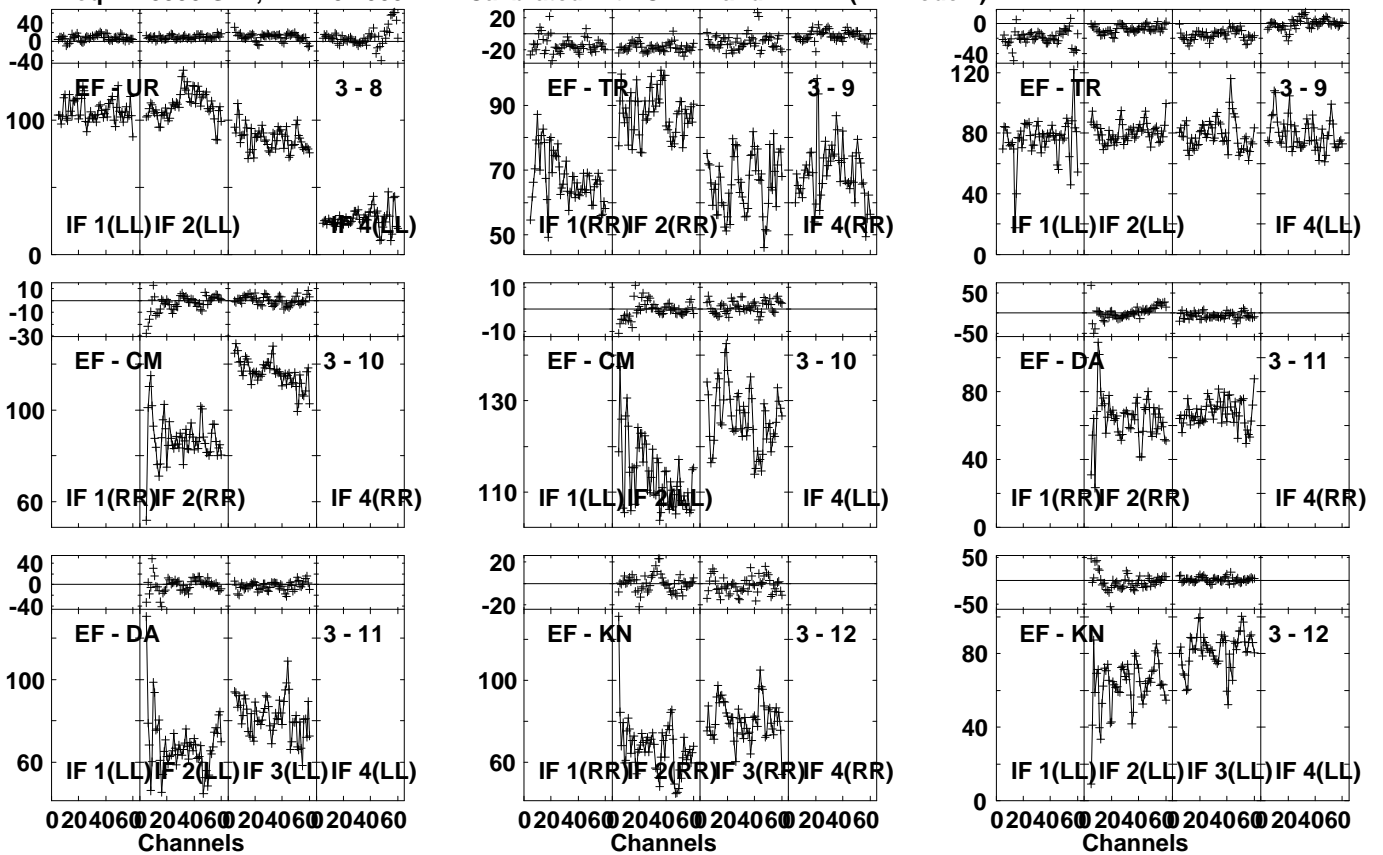 40
20
0
-40
EF - UR 3 - 8
100
IF 1(LL) IF 2(LL) IF 4(LL)
0
20
-20
EF - TR 3 - 9
90
70
IF 1(RR) IF 2(RR) IF 4(RR)
50
0
-40
120
EF - TR 3 - 9
80
40
IF 1(LL) IF 2(LL) IF 4(LL)
0
10
-10
-30
EF - CM 3 - 10
100
IF 1(RR) IF 2(RR) IF 4(RR)
60
10
-10
EF - CM 3 - 10
130
IF 1(LL) IF 2(LL) IF 4(LL)
110
50
-50
EF - DA 3 - 11
80
40
IF 1(RR) IF 2(RR) IF 4(RR)
0
40
0
-40
EF - DA 3 - 11
100
60
IF 1(LL) IF 2(LL) IF 3(LL) IF 4(LL)
0 20 40 60 0 20 40 60 0 20 40 60 0 20 40 60
Channels
20
-20
EF - KN 3 - 12
100
60
IF 1(RR) IF 2(RR) IF 3(RR) IF 4(RR)
0 20 40 60 0 20 40 60 0 20 40 60 0 20 40 60
Channels
50
-50
EF - KN 3 - 12
80
40
IF 1(LL) IF 2(LL) IF 3(LL) IF 4(LL)
0
0 20 40 60 0 20 40 60 0 20 40 60 0 20 40 60
Channels